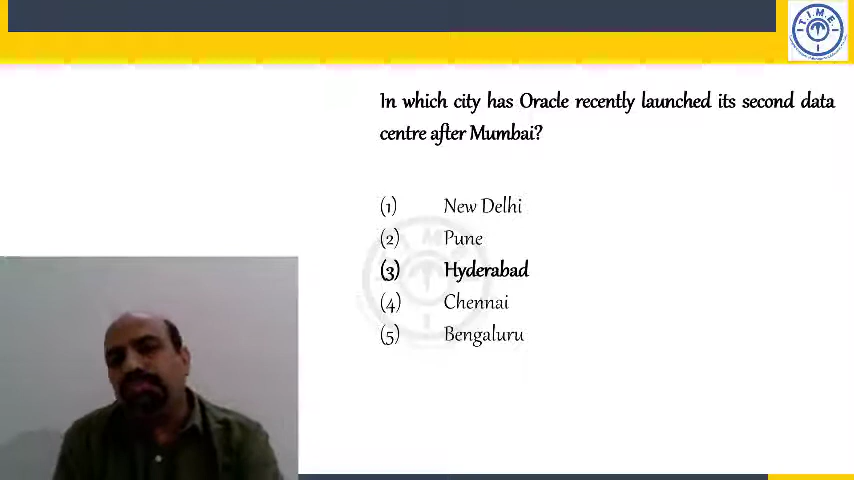 T.I.M.E.
In which city has Oracle recently launched its second data
centre after Mumbai?
(1) New Delhi
(2) Pune
(3) Hyderabad
(4) Chennai
(5) Bengaluru